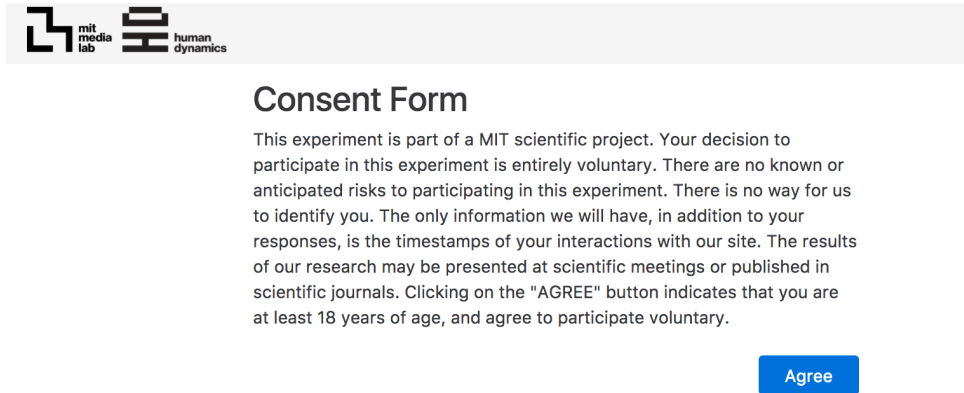 mit
media
lab
human
dynamics
Consent Form
This experiment is part of a MIT scientific project. Your decision to
participate in this experiment is entirely voluntary. There are no known or
anticipated risks to participating in this experiment. There is no way for us
to identify you. The only information we will have, in addition to your
responses, is the timestamps of your interactions with our site. The results
of our research may be presented at scientific meetings or published in
scientific journals. Clicking on the "AGREE" button indicates that you are
at least 18 years of age, and agree to participate voluntary.
Agree